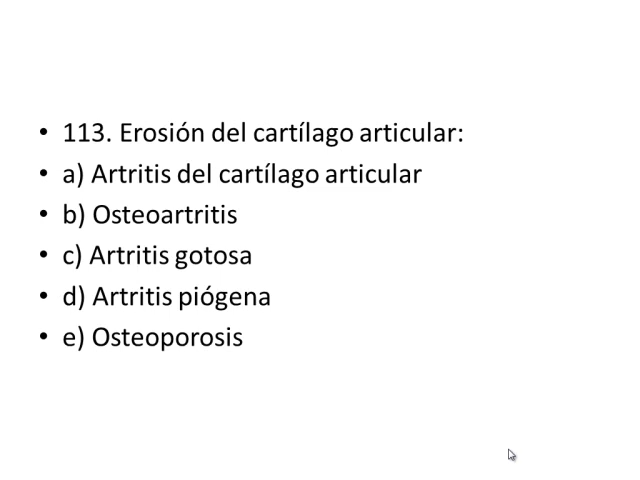 • 113. Erosión del cartílago articular:
• a) Artritis del cartílago articular
• b) Osteoartritis
• c) Artritis gotosa
• d) Artritis piógena
• e) Osteoporosis